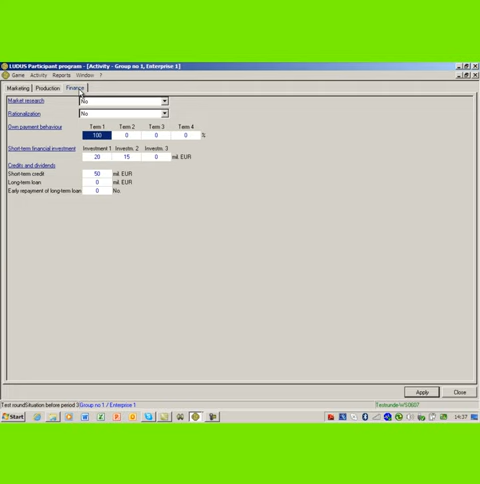 LUDUS Participant program - [Activity - Group no 1, Enterprise 1]
Game Activity Reports Window ?
Marketing Production Finance
Market research No
Rationalization No
Own payment behaviour Term 1 Term 2 Term 3 Term 4
100 0 0 0 %
Short-term financial investment Investment 1 Investm. 2 Investm. 3
20 15 0 mil. EUR
Credits and dividends
Short-term credit 50 mil. EUR
Long-term loan 0 mil. EUR
Early repayment of long-term loan 0 No.
Apply Close
Test round Situation before period 3 Group no 1 / Enterprise 1 Testrunde WS0607
Start 14:37